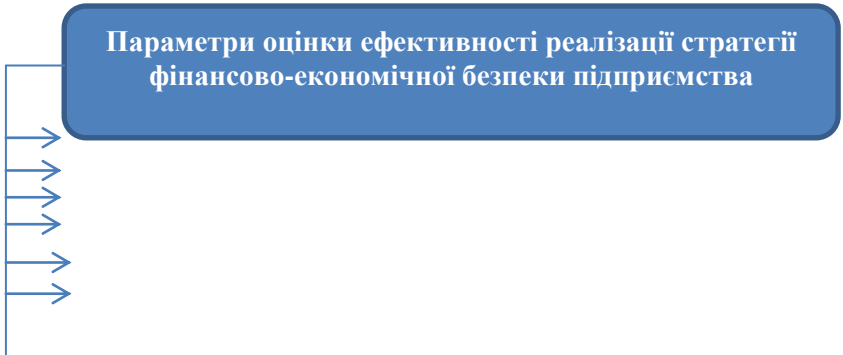 Параметри оцінки ефективності реалізації стратегії
фінансово-економічної безпеки підприємства